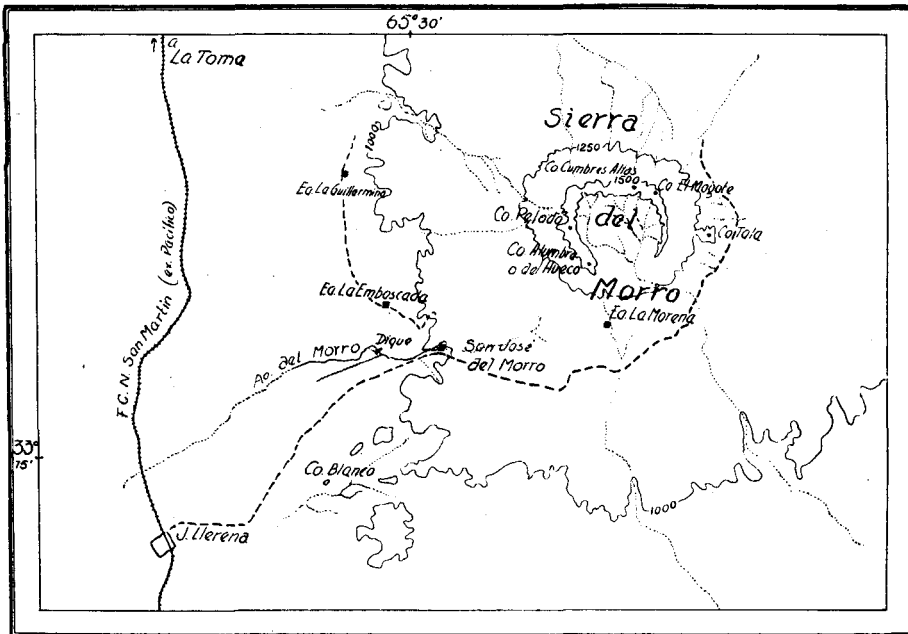 65°30'
a
La Toma
Sierra
1250
1000
Co. Cumbres Altas
1500
Co. El Mogote
Ea. La Guillermina
Co. Pelado
del
Co. Tala
Co. Alumbre
o del Hueco
Morro
Ea. La Emboscada
Ea. La Morena
F.C.N. San Martin (ex. Pacífico)
Dique
San José
del Morro
Ao. del Morro
33°
75'
Co. Blanco
1000
J. Llerena